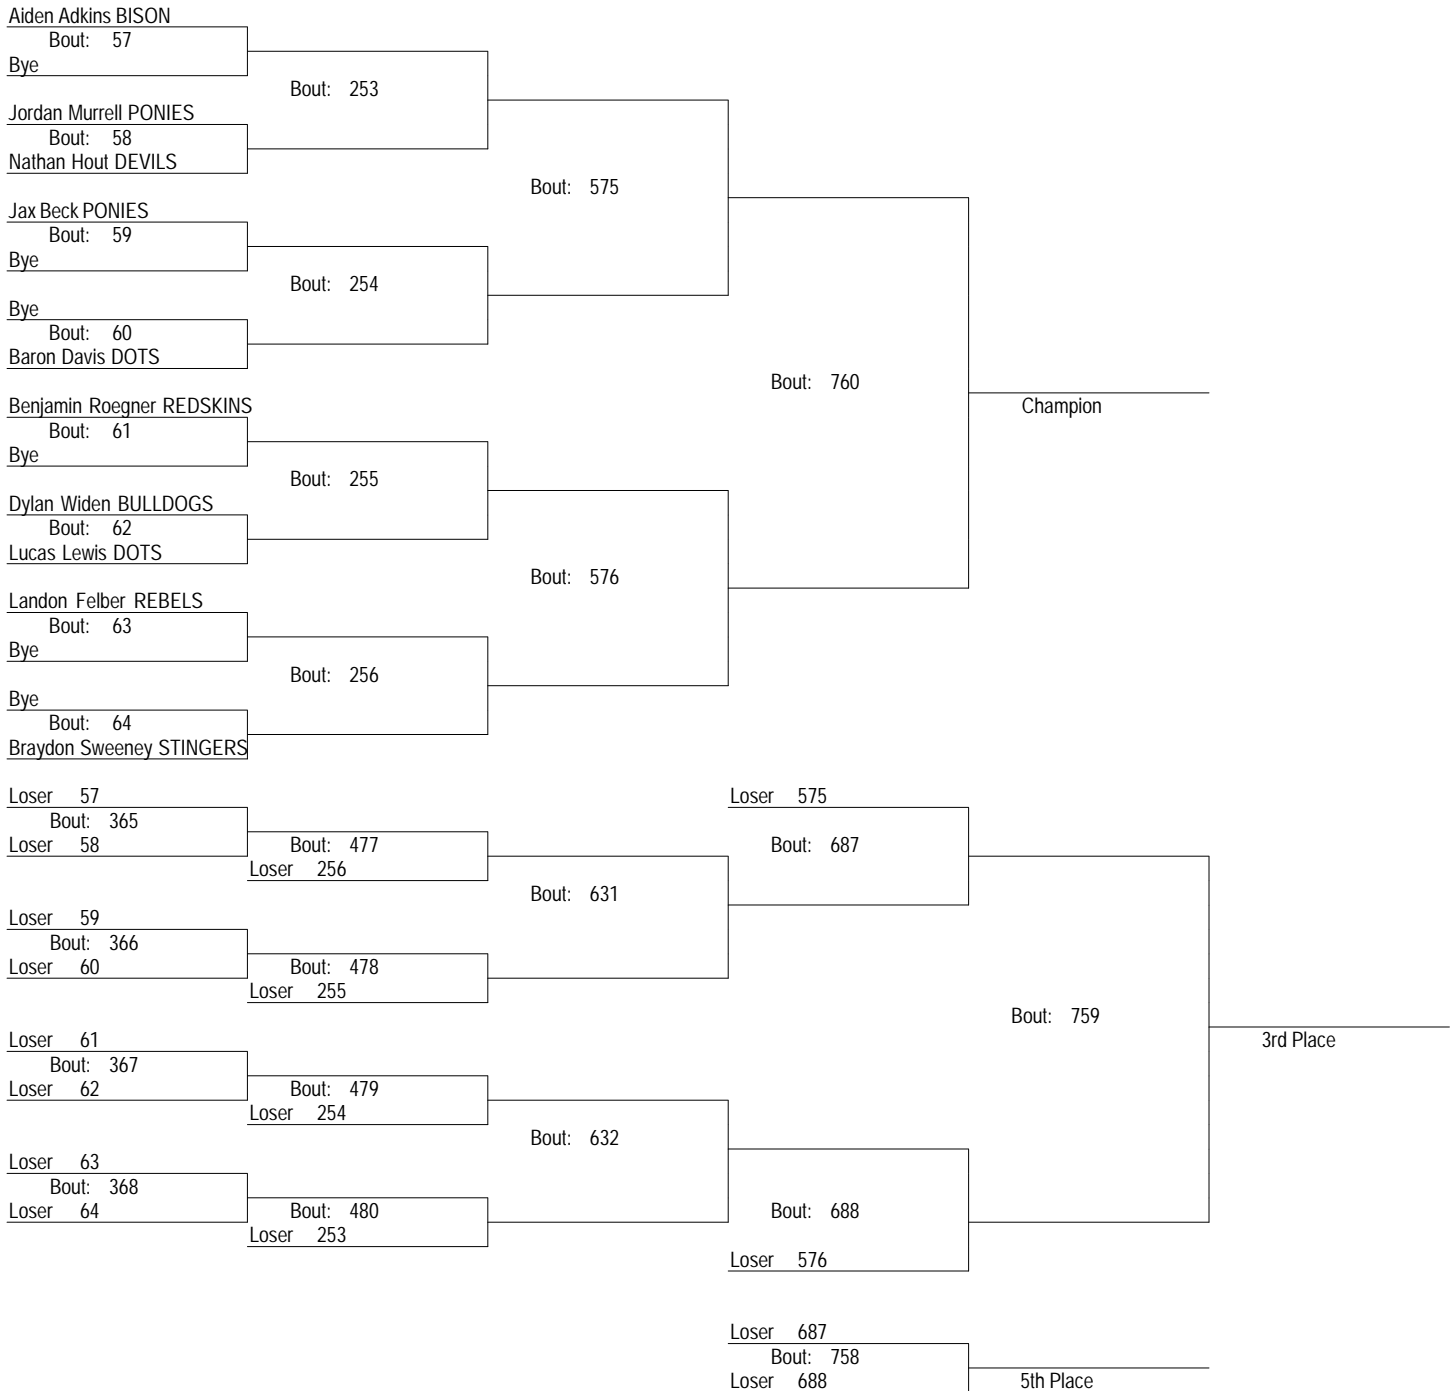 Aiden Adkins BISON
Bout: 57
Bye
Bout: 253
Jordan Murrell PONIES
Bout: 58
Nathan Hout DEVILS
Bout: 575
Jax Beck PONIES
Bout: 59
Bye
Bout: 254
Bye
Bout: 60
Baron Davis DOTS
Bout: 760
Champion
Benjamin Roegner REDSKINS
Bout: 61
Bye
Bout: 255
Dylan Widen BULLDOGS
Bout: 62
Lucas Lewis DOTS
Bout: 576
Landon Felber REBELS
Bout: 63
Bye
Bout: 256
Bye
Bout: 64
Braydon Sweeney STINGERS
Loser 57
Bout: 365
Loser 58
Bout: 477
Loser 256
Bout: 631
Loser 575
Bout: 687
Loser 59
Bout: 366
Loser 60
Bout: 478
Loser 255
Bout: 759
3rd Place
Loser 61
Bout: 367
Loser 62
Bout: 479
Loser 254
Bout: 632
Loser 63
Bout: 368
Loser 64
Bout: 480
Loser 253
Bout: 688
Loser 576
Loser 687
Bout: 758
Loser 688
5th Place